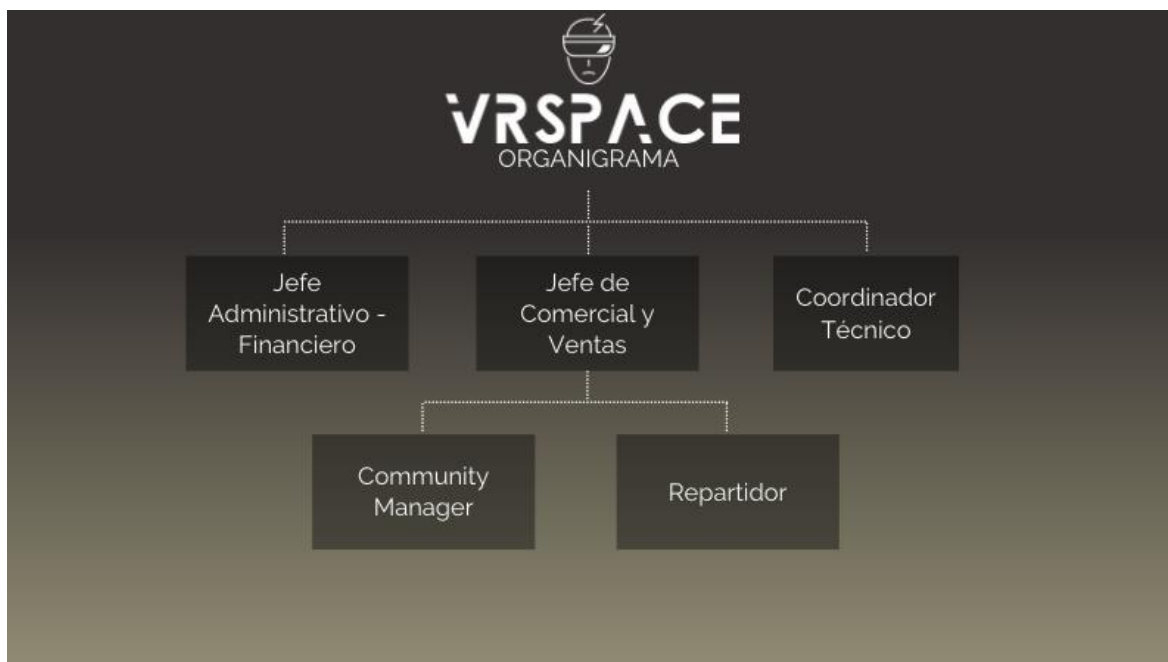 VRSPACE
ORGANIGRAMA
Jefe
Administrativo -
Financiero
Jefe de
Comercial y
Ventas
Coordinador
Técnico
Community
Manager
Repartidor